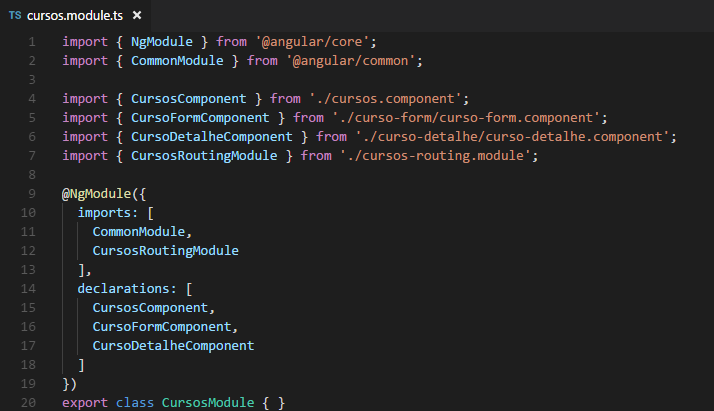 TS cursos.module.ts ×
1 import { NgModule } from '@angular/core';
2 import { CommonModule } from '@angular/common';
3
4 import { CursosComponent } from './cursos.component';
5 import { CursoFormComponent } from './curso-form/curso-form.component';
6 import { CursoDetalheComponent } from './curso-detalhe/curso-detalhe.component';
7 import { CursosRoutingModule } from './cursos-routing.module';
8
9 @NgModule({
10   imports: [
11     CommonModule,
12     CursosRoutingModule
13   ],
14   declarations: [
15     CursosComponent,
16     CursoFormComponent,
17     CursoDetalheComponent
18   ]
19 })
20 export class CursosModule { }